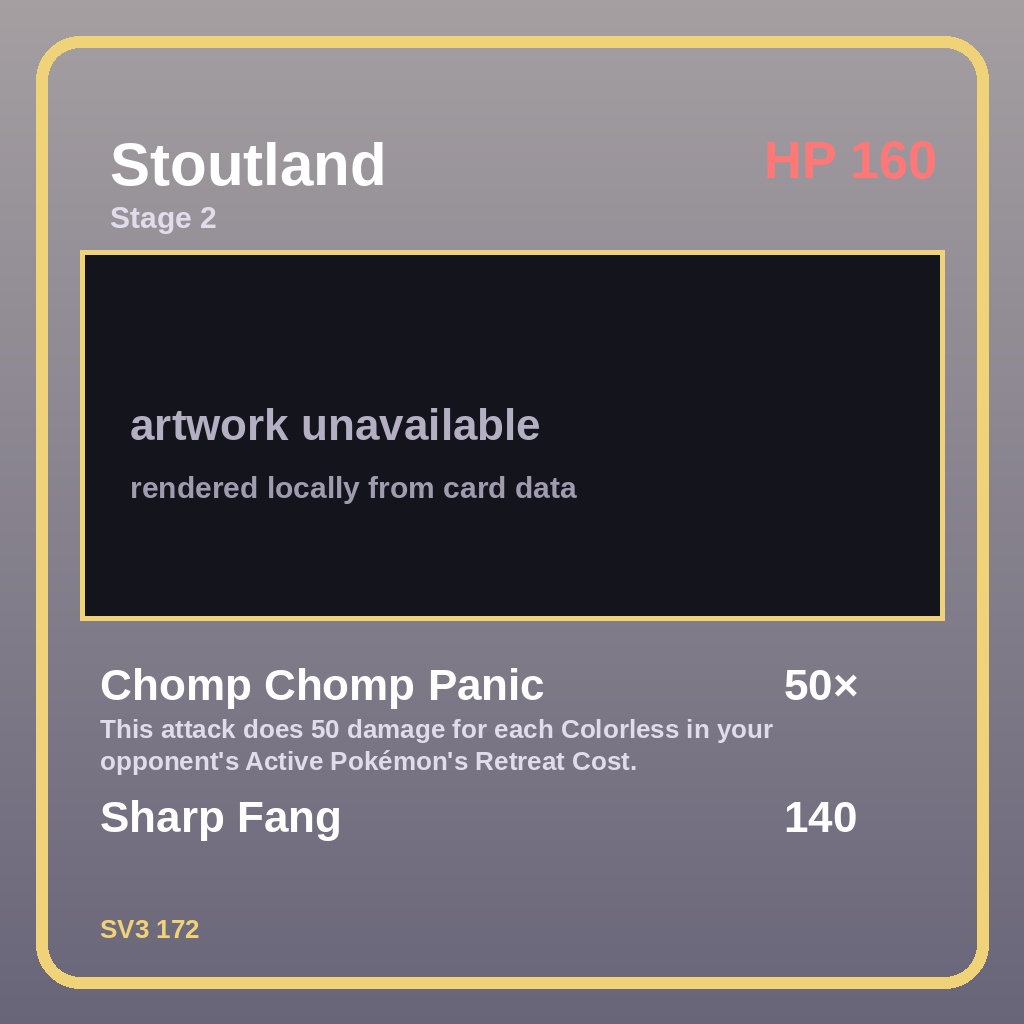 Stoutland
HP 160
Stage 2
artwork unavailable
rendered locally from card data
Chomp Chomp Panic 50×
This attack does 50 damage for each Colorless in your
opponent's Active Pokémon's Retreat Cost.
Sharp Fang 140
SV3 172